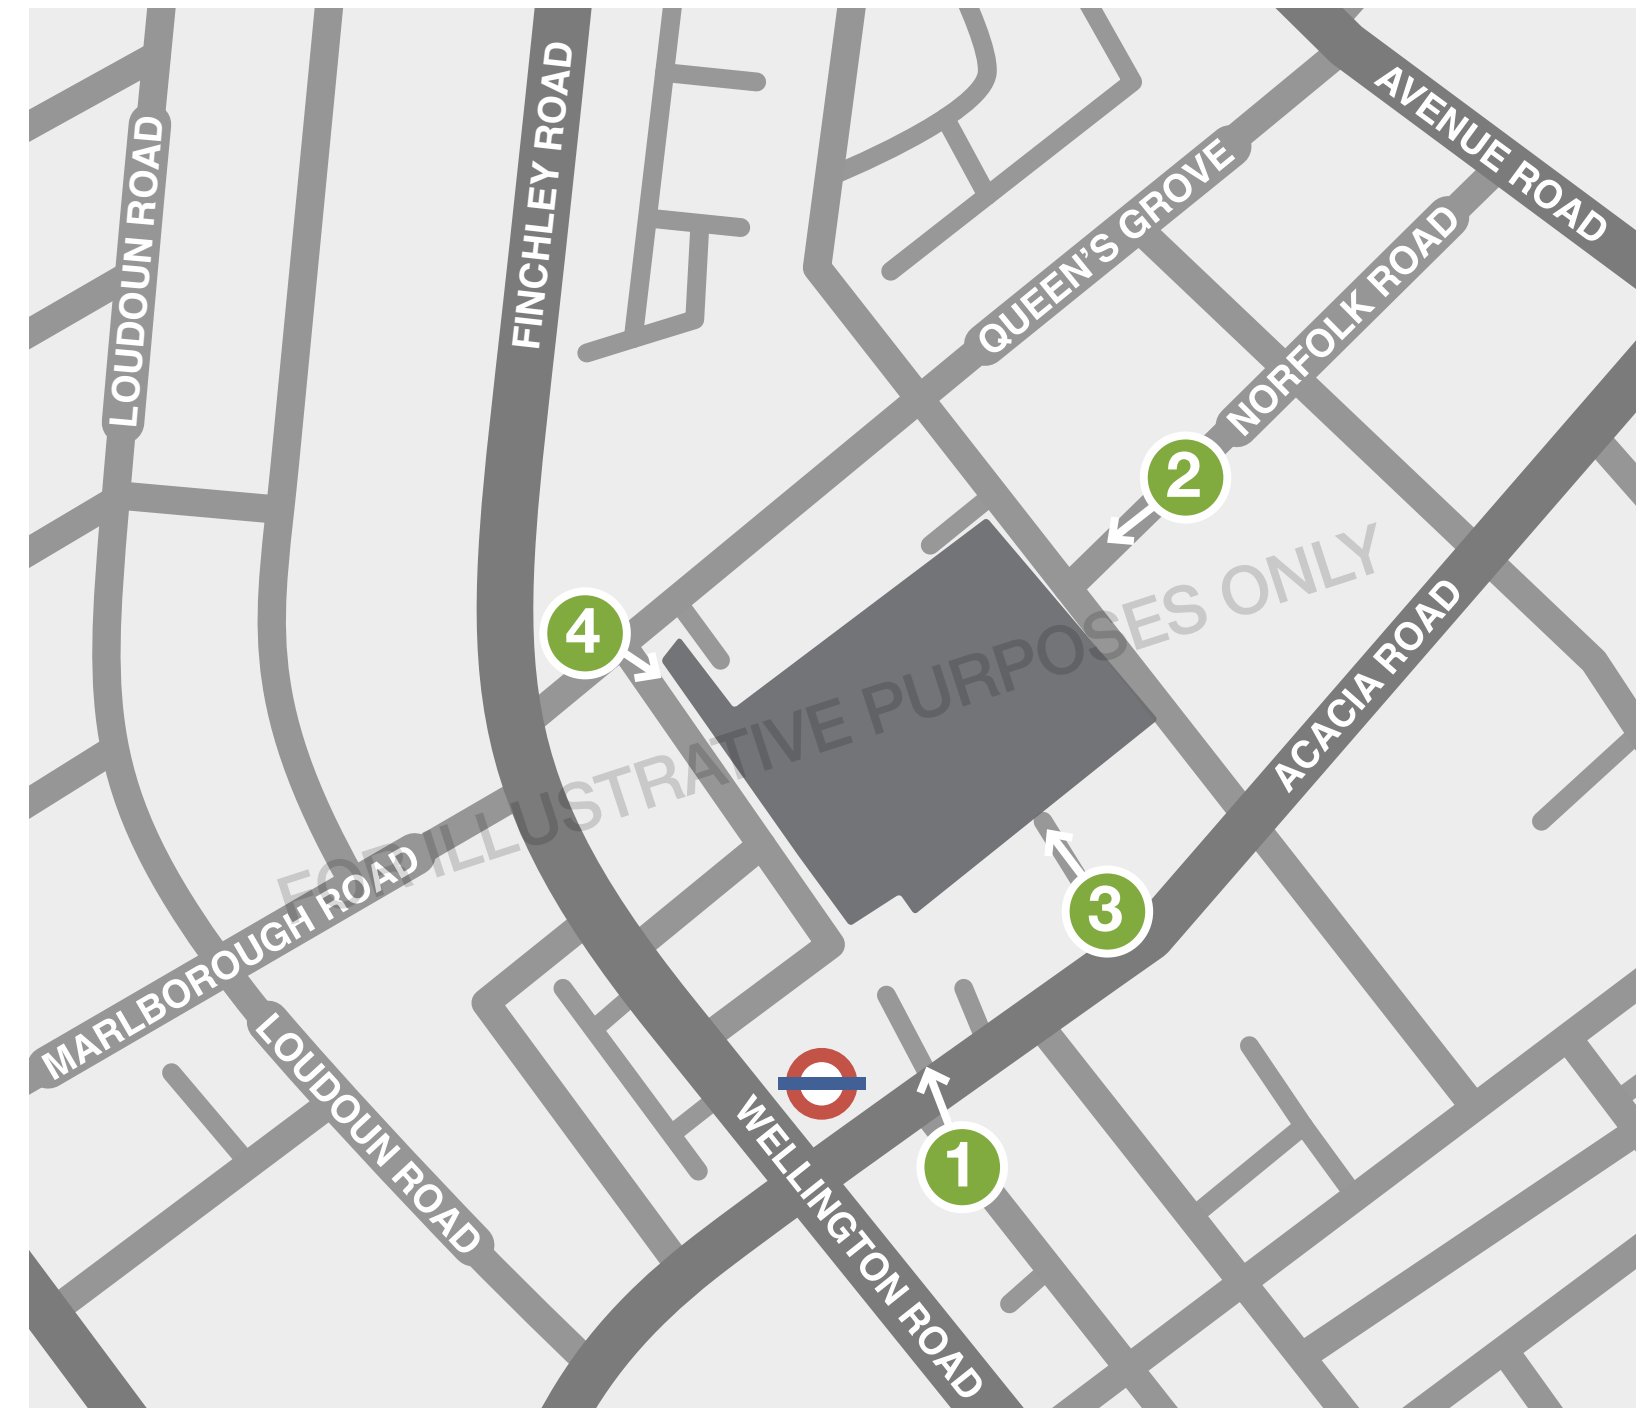 AVENUE ROAD
FINCHLEY ROAD
LOUDOUN ROAD
QUEEN'S GROVE
NORFOLK ROAD
2
4
FOR ILLUSTRATIVE PURPOSES ONLY
ACACIA ROAD
MARLBOROUGH ROAD
3
LOUDOUN ROAD
1
WELLINGTON ROAD